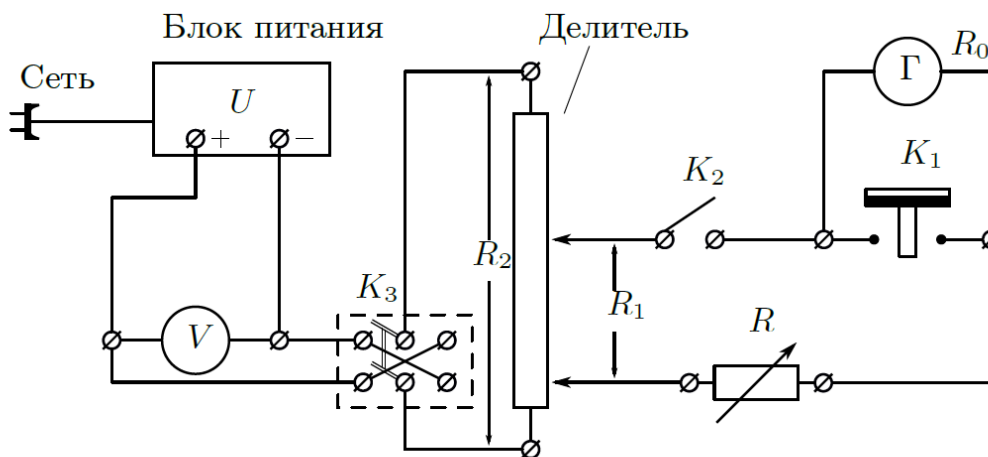 Блок питания
Делитель
Сеть
U
+ −
Г
R₀
K₁
K₂
R₂
R₁
K₃
V
R